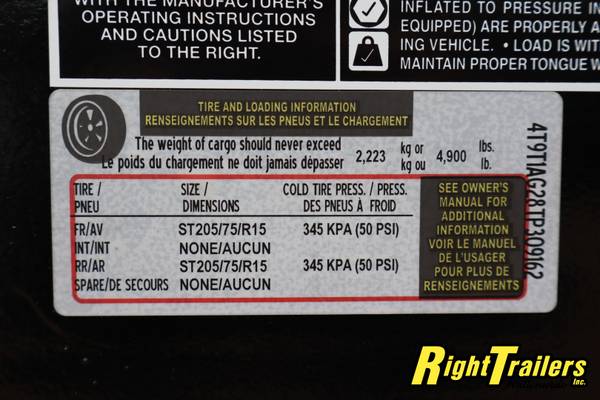 WITH THE MANUFACTURER'S
OPERATING INSTRUCTIONS
AND CAUTIONS LISTED
TO THE RIGHT.
INFLATED TO PRESSURE
EQUIPPED) ARE PROPERLY
ING VEHICLE. • LOAD IS
MAINTAIN PROPER TONGUE
TIRE AND LOADING INFORMATION
RENSEIGNEMENTS SUR LES PNEUS ET LE CHARGEMENT
The weight of cargo should never exceed kg or lbs.
Le poids du chargement ne doit jamais dépasser 2,223 kg ou 4,900 lb.
TIRE / SIZE / COLD TIRE PRESS. / PRESS.
PNEU DIMENSIONS DES PNEUS À FROID
FR/AV ST205/75/R15 345 KPA (50 PSI)
INT/INT NONE/AUCUN
RR/AR ST205/75/R15 345 KPA (50 PSI)
SPARE/DE SECOURS NONE/AUCUN
SEE OWNER'S
MANUAL FOR
ADDITIONAL
INFORMATION
VOIR LE MANUEL
DE L'USAGER
POUR PLUS DE
RENSEIGNEMENTS
RIGHTTRAILERS
Inc.